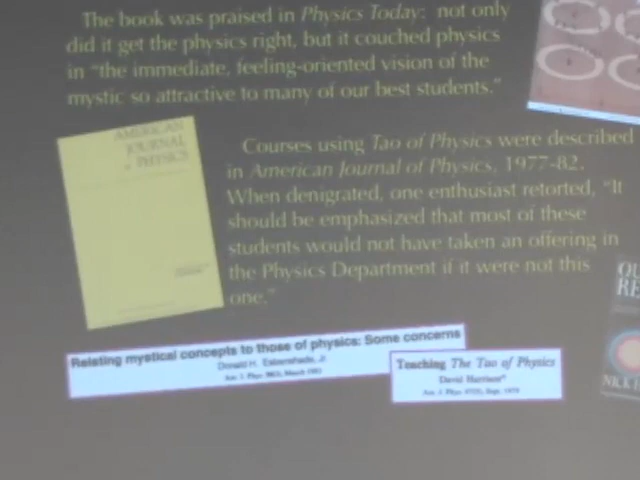 The book was praised in Physics Today: not only
did it get the physics right, but it couched physics
in "the immediate, feeling-oriented vision of the
mystic so attractive to many of our best students."
AMERICAN
JOURNAL
of PHYSICS
Courses using Tao of Physics were described
in American Journal of Physics, 1977-82.
When denigrated, one enthusiast retorted, "It
should be emphasized that most of these
students would not have taken an offering in
the Physics Department if it were not this
one."
Relating mystical concepts to those of physics: Some concerns
Donald H. Esbenshade, Jr
Teaching The Tao of Physics
David Harrison